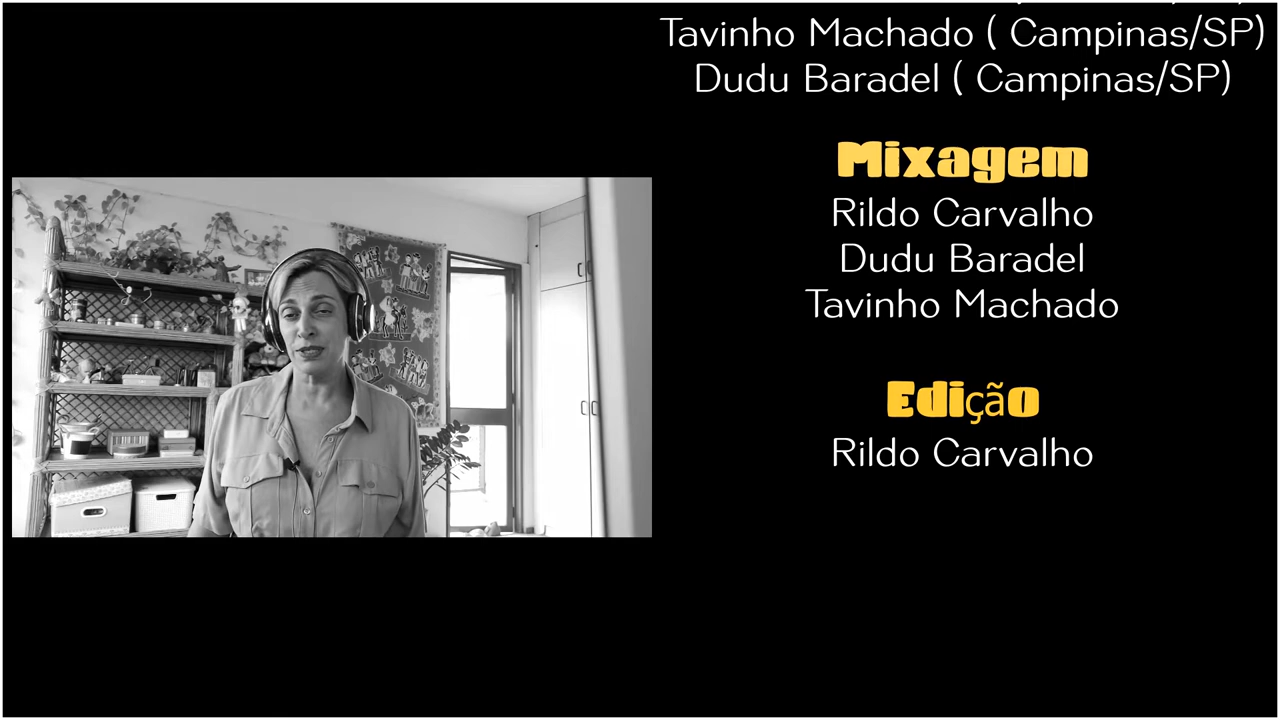 Tavinho Machado ( Campinas/SP)
Dudu Baradel ( Campinas/SP)
Mixagem
Rildo Carvalho
Dudu Baradel
Tavinho Machado
Edição
Rildo Carvalho